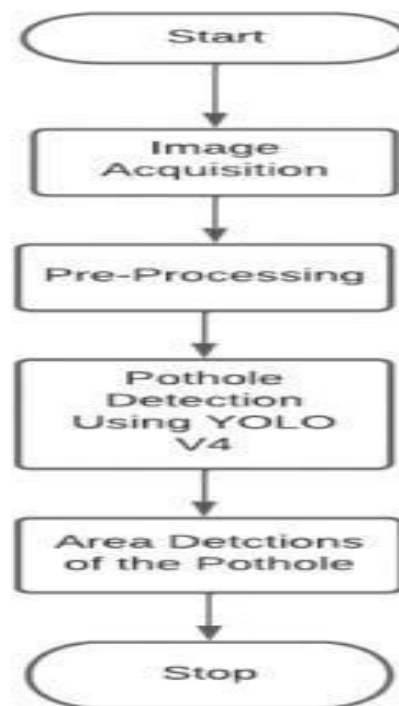 Start
Image
Acquisition
Pre-Processing
Pothole
Detection
Using YOLO
V4
Area Detctions
of the Pothole
Stop